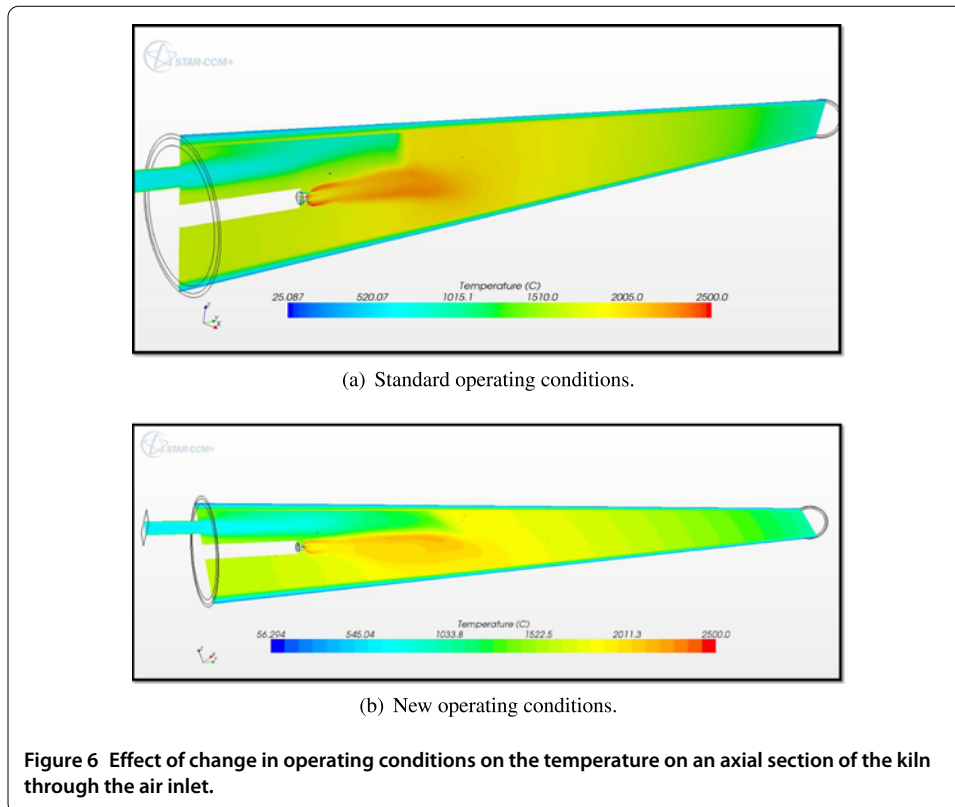 STAR-CCM+
Temperature (C)
25.087 520.07 1015.1 1510.0 2005.0 2500.0
(a) Standard operating conditions.
STAR-CCM+
Temperature (C)
56.294 545.04 1033.8 1522.5 2011.3 2500.0
(b) New operating conditions.
Figure 6 Effect of change in operating conditions on the temperature on an axial section of the kiln
through the air inlet.